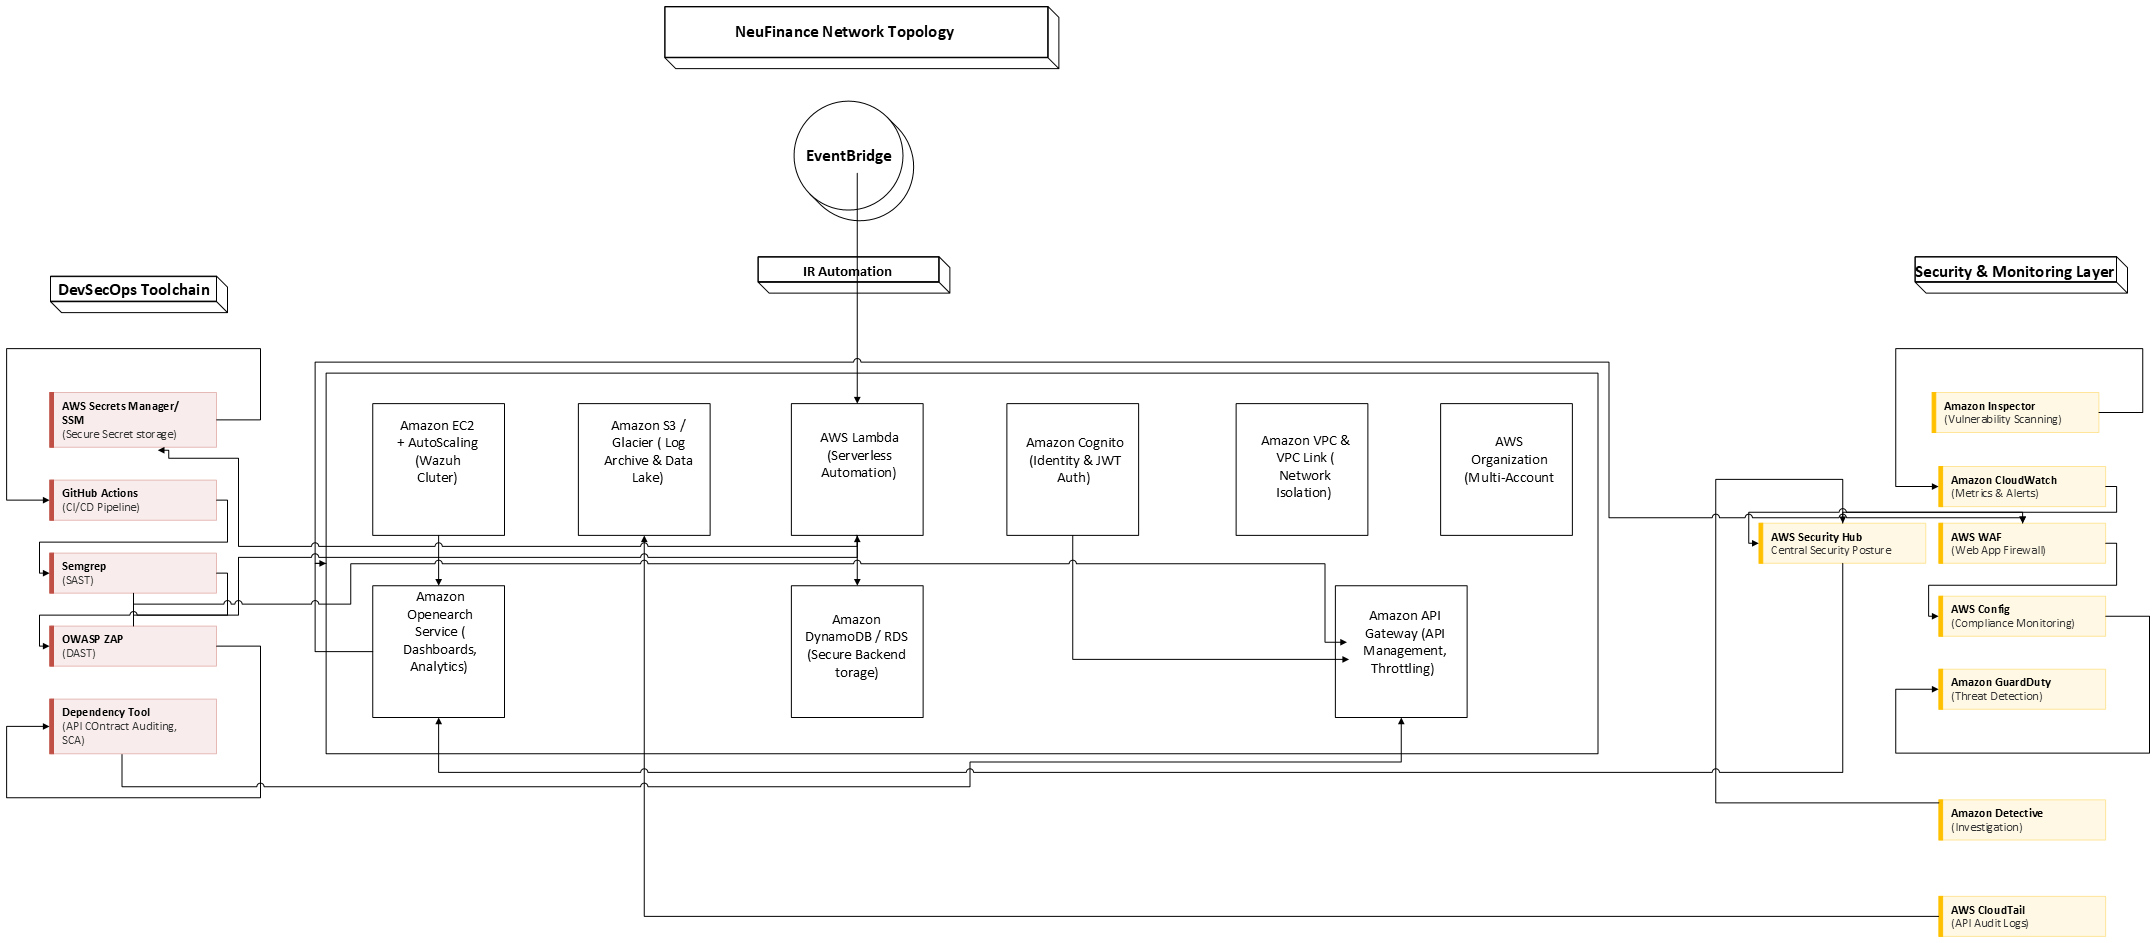 NeuFinance Network Topology
EventBridge
IR Automation
DevSecOps Toolchain
Security & Monitoring Layer
AWS Secrets Manager/
SSM
(Secure Secret storage)
GitHub Actions
(CI/CD Pipeline)
Semgrep
(SAST)
OWASP ZAP
(DAST)
Dependency Tool
(API COntract Auditing,
SCA)
Amazon EC2
+ AutoScaling
(Wazuh
Cluter)
Amazon S3 /
Glacier ( Log
Archive & Data
Lake)
AWS Lambda
(Serverless
Automation)
Amazon Cognito
(Identity & JWT
Auth)
Amazon VPC &
VPC Link (
Network
Isolation)
AWS
Organization
(Multi-Account
Amazon
Openearch
Service (
Dashboards,
Analytics)
Amazon
DynamoDB / RDS
(Secure Backend
torage)
Amazon API
Gateway (API
Management,
Throttling)
Amazon Inspector
(Vulnerability Scanning)
Amazon CloudWatch
(Metrics & Alerts)
AWS Security Hub
Central Security Posture
AWS WAF
(Web App Firewall)
AWS Config
(Compliance Monitoring)
Amazon GuardDuty
(Threat Detection)
Amazon Detective
(Investigation)
AWS CloudTail
(API Audit Logs)